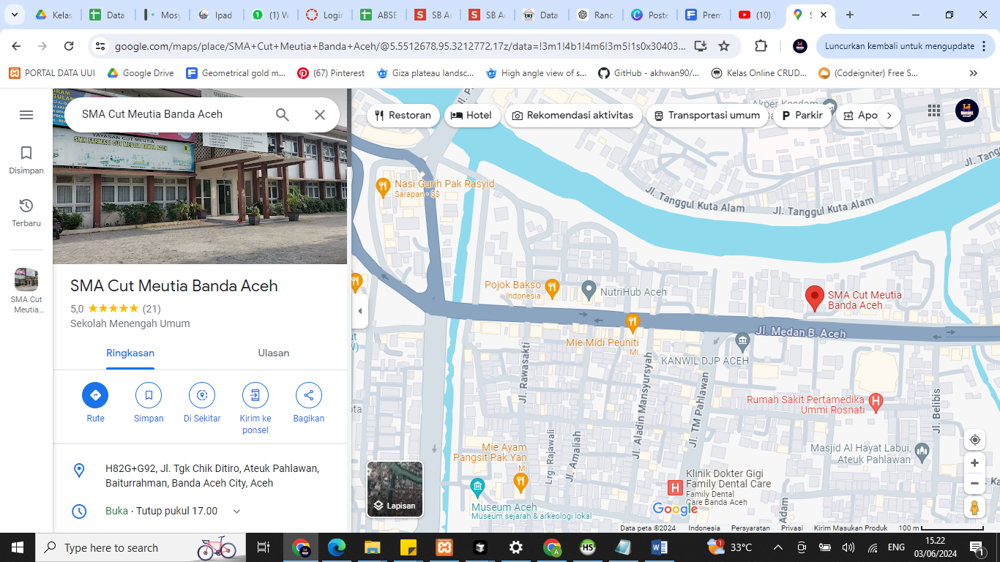 Kelas
Data
Mosy
Ipad
(1) W
Login
ABSE
SB Ac
SB Ac
Data
Ranc
Poste
Prem
(10)
google.com/maps/place/SMA+Cut+Meutia+Banda+Aceh/@5.5512678,95.3212772,17z/data=!3m1!4b1!4m6!3m5!1s0x30403...
Luncurkan kembali untuk mengupdate
PORTAL DATA UUI
Google Drive
Geometrical gold m...
(67) Pinterest
Giza plateau landsc...
High angle view of s...
GitHub - akhwan90/...
Kelas Online CRUD...
(Codeigniter) Free S...
SMA Cut Meutia Banda Aceh
YAYASAN CUT MEUTIA
SMK FARMASI CUT MEUTIA BANDA ACEH
Disimpan
Terbaru
SMA Cut
Meutia...
SMA Cut Meutia Banda Aceh
5,0 (21)
Sekolah Menengah Umum
Ringkasan
Ulasan
Rute
Simpan
Di Sekitar
Kirim ke
ponsel
Bagikan
H82G+G92, Jl. Tgk Chik Ditiro, Ateuk Pahlawan,
Baiturrahman, Banda Aceh City, Aceh
Buka · Tutup pukul 17.00
Restoran
Hotel
Rekomendasi aktivitas
Transportasi umum
Parkir
Apo
Akper Kesdam
Jl. Tangg
Nasi Gurih Pak Rasyid
Sarapan · $$
Jl. Tanggul Kuta Alam
Jl. Tanggul Kuta Alam
Pojok Bakso
Indonesia
NutriHub Aceh
SMA Cut Meutia
Banda Aceh
Jl. Medan B. Aceh
Mie Midi Peuniti
Mi
KANWIL DJP ACEH
Jl. Rawasakti
Jl. Aladin Mansyursyah
Jl. TM Pahlawan
Rumah Sakit Pertamedika
Ummi Rosnati
Jl. Belibis
Mie Ayam
Pangsit Pak Yan
Mi
Lrg. Rajawali
Jl. Amaliah
Masjid Al Hayat Labui,
Ateuk Pahlawan
Klinik Dokter Gigi
Family Dental Care
Family Dental
Care Banda Aceh
Adam
Museum Aceh
Museum sejarah & arkeologi lokal
Lapisan
Google
Data peta ©2024
Indonesia
Persyaratan
Privasi
Kirim Masukan Produk
100 m
Type here to search
33°C
ENG
15.22
03/06/2024